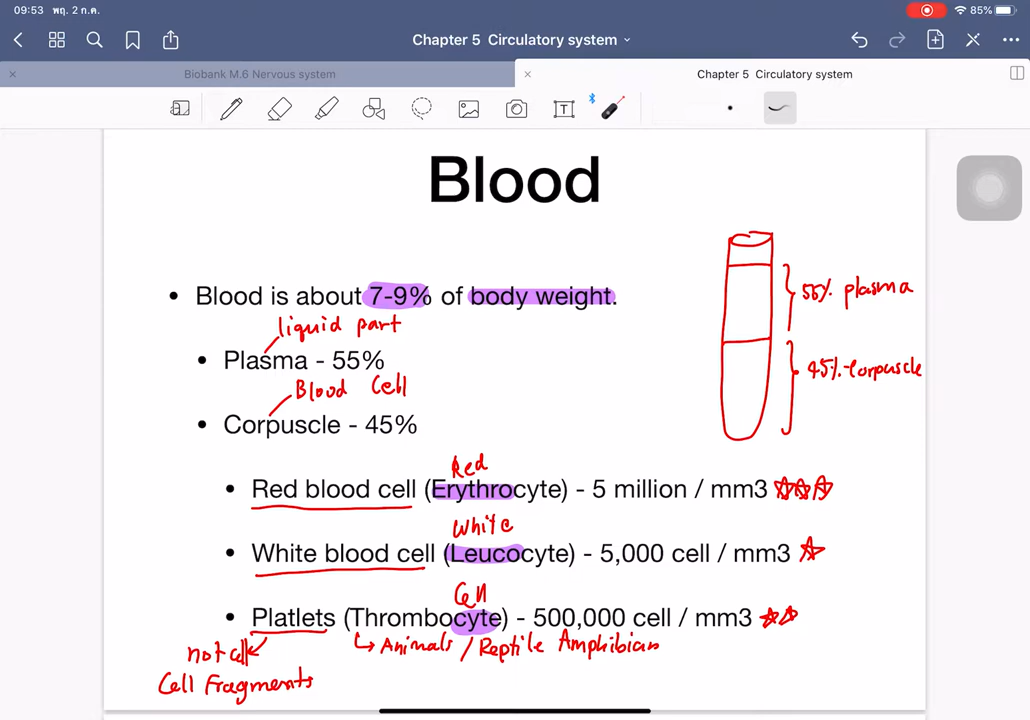 09:53 พฤ. 2 ก.ค.
85%
Chapter 5 Circulatory system
Biobank M.6 Nervous system
Chapter 5 Circulatory system
T
Blood
• Blood is about 7-9% of body weight.
liquid part
55% plasma
• Plasma - 55%
Blood Cell
45% Corpuscle
• Corpuscle - 45%
Red
• Red blood cell (Erythrocyte) - 5 million / mm3
White
• White blood cell (Leucocyte) - 5,000 cell / mm3
Cell
• Platlets (Thrombocyte) - 500,000 cell / mm3
Animals / Reptile Amphibian
not cell
Cell Fragments